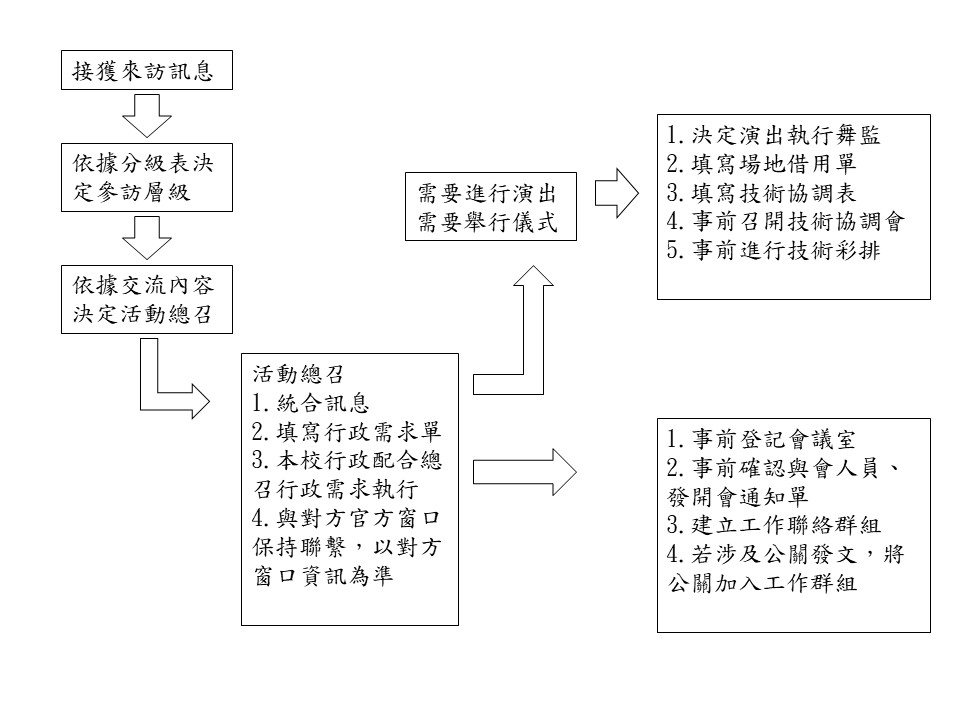 接獲來訪訊息
依據分級表決
定參訪層級
依據交流內容
決定活動總召
活動總召
1.統合訊息
2.填寫行政需求單
3.本校行政配合總
召行政需求執行
4.與對方官方窗口
保持聯繫，以對方
窗口資訊為準
需要進行演出
需要舉行儀式
1.決定演出執行舞監
2.填寫場地借用單
3.填寫技術協調表
4.事前召開技術協調會
5.事前進行技術彩排
1.事前登記會議室
2.事前確認與會人員、
發開會通知單
3.建立工作聯絡群組
4.若涉及公關發文，將
公關加入工作群組